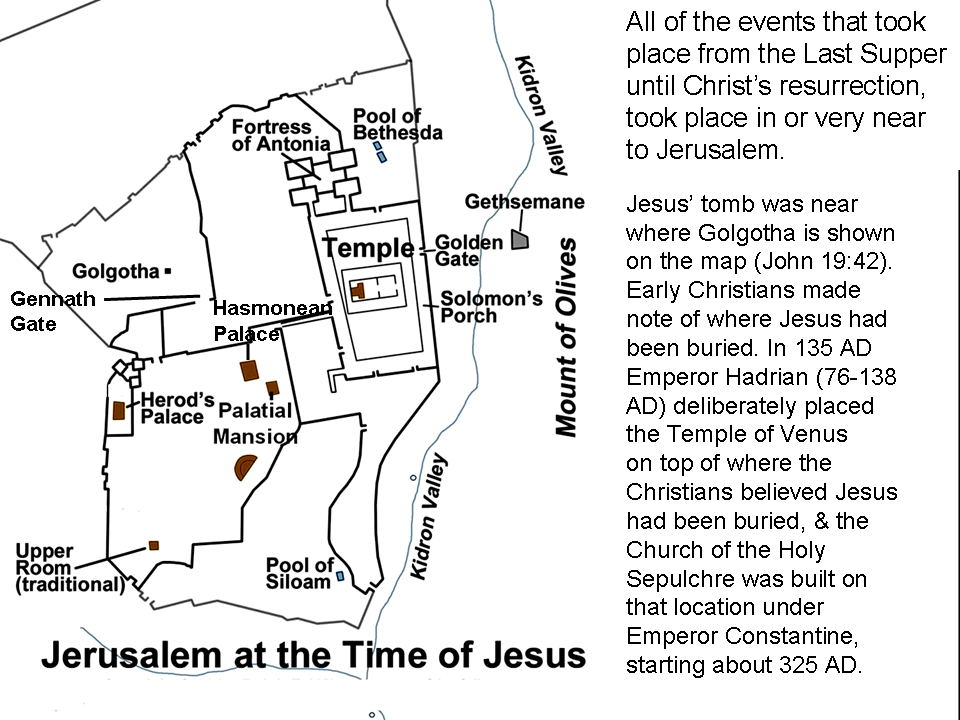 All of the events that took
place from the Last Supper
until Christ's resurrection,
took place in or very near
to Jerusalem.
Jesus' tomb was near
where Golgotha is shown
on the map (John 19:42).
Early Christians made
note of where Jesus had
been buried. In 135 AD
Emperor Hadrian (76-138
AD) deliberately placed
the Temple of Venus
on top of where the
Christians believed Jesus
had been buried, & the
Church of the Holy
Sepulchre was built on
that location under
Emperor Constantine,
starting about 325 AD.
Kidron Valley
Pool of
Bethesda
Fortress
of Antonia
Gethsemane
Temple
Golden
Gate
Mount of Olives
Golgotha
Gennath
Gate
Hasmonean
Palace
Solomon's
Porch
Herod's
Palace
Palatial
Mansion
Kidron Valley
Upper
Room
(traditional)
Pool of
Siloam
Jerusalem at the Time of Jesus